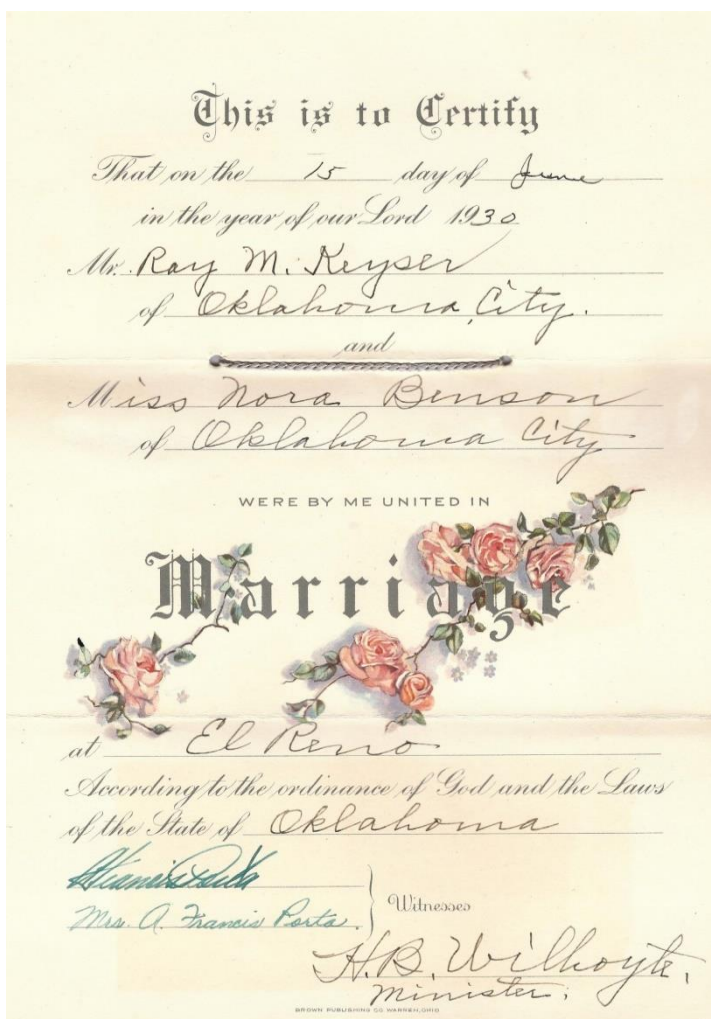 This is to Certify
That on the 15 day of June
in the year of our Lord 1930
Mr. Ray M. Keyser
of Oklahoma City.
and
Miss Nora Benson
of Oklahoma City
WERE BY ME UNITED IN
Marriage
at El Reno
According to the ordinance of God and the Laws
of the State of Oklahoma
Francis Porta
Mrs. A. Francis Porta.
Witnesses
H. B. Wilhoyte,
Minister,
BROWN PUBLISHING CO. WARREN, OHIO